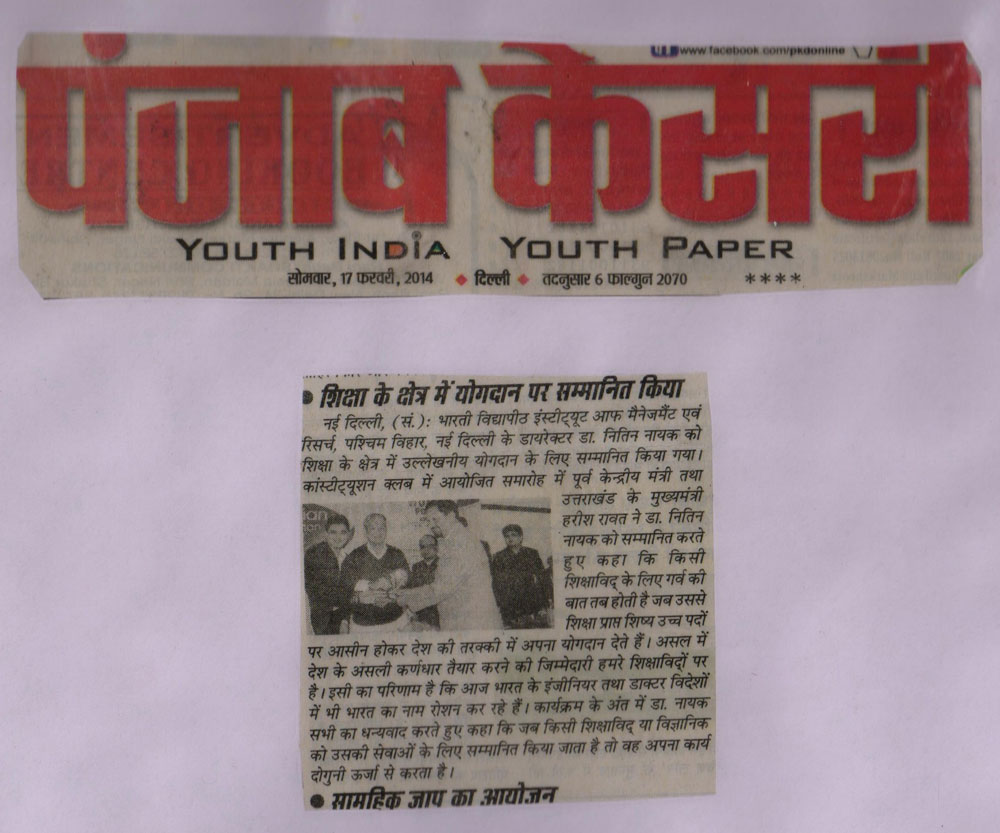 www.facebook.com/pkdonline
पंजाब केसरी
YOUTH INDIA YOUTH PAPER
सोमवार, 17 फरवरी, 2014 ◆ दिल्ली ◆ तदनुसार 6 फाल्गुन 2070 ****
● शिक्षा के क्षेत्र में योगदान पर सम्मानित किया
नई दिल्ली, (सं.): भारती विद्यापीठ इंस्टीट्यूट आफ मैनेजमैंट एवं
रिसर्च, पश्चिम विहार, नई दिल्ली के डायरेक्टर डा. नितिन नायक को
शिक्षा के क्षेत्र में उल्लेखनीय योगदान के लिए सम्मानित किया गया।
कांस्टीट्यूशन क्लब में आयोजित समारोह में पूर्व केन्द्रीय मंत्री तथा
उत्तराखंड के मुख्यमंत्री
हरीश रावत ने डा. नितिन
नायक को सम्मानित करते
हुए कहा कि किसी
शिक्षाविद् के लिए गर्व की
बात तब होती है जब उससे
शिक्षा प्राप्त शिष्य उच्च पदों
पर आसीन होकर देश की तरक्की में अपना योगदान देते हैं। असल में
देश के अंसली कर्णधार तैयार करने की जिम्मेदारी हमरे शिक्षाविदों पर
है। इसी का परिणाम है कि आज भारत के इंजीनियर तथा डाक्टर विदेशों
में भी भारत का नाम रोशन कर रहे हैं। कार्यक्रम के अंत में डा. नायक
सभी का धन्यवाद करते हुए कहा कि जब किसी शिक्षाविद् या विज्ञानिक
को उसकी सेवाओं के लिए सम्मानित किया जाता है तो वह अपना कार्य
दोगुनी ऊर्जा से करता है।
● सामूहिक जाप का आयोजन